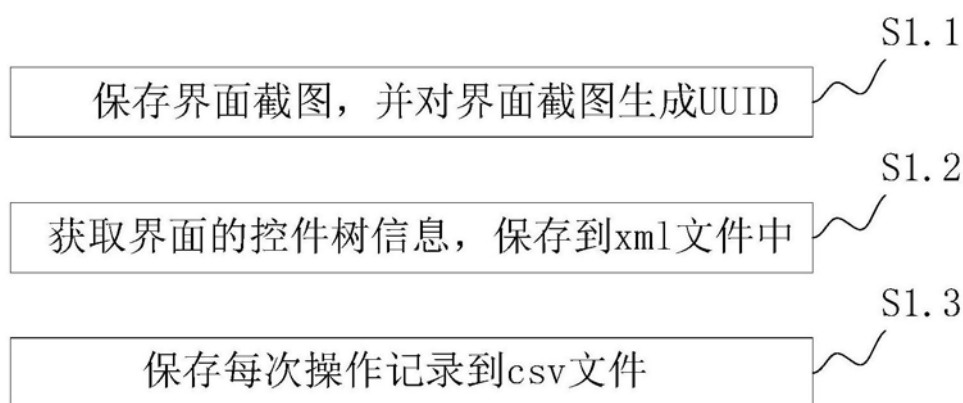 S1.1
保存界面截图，并对界面截图生成UUID
S1.2
获取界面的控件树信息，保存到xml文件中
S1.3
保存每次操作记录到csv文件